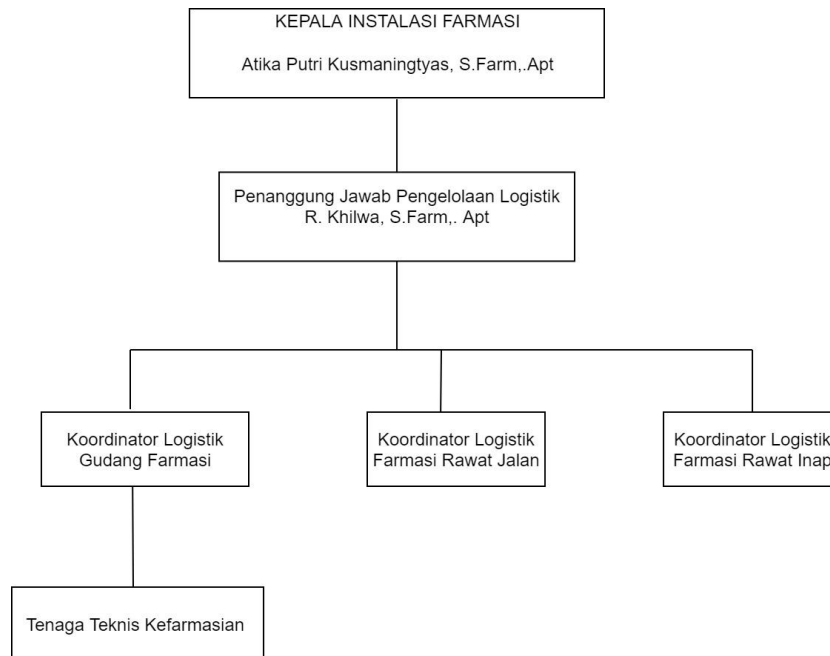 KEPALA INSTALASI FARMASI
Atika Putri Kusmaningtyas, S.Farm,.Apt
Penanggung Jawab Pengelolaan Logistik
R. Khilwa, S.Farm,. Apt
Koordinator Logistik
Gudang Farmasi
Koordinator Logistik
Farmasi Rawat Jalan
Koordinator Logistik
Farmasi Rawat Inap
Tenaga Teknis Kefarmasian